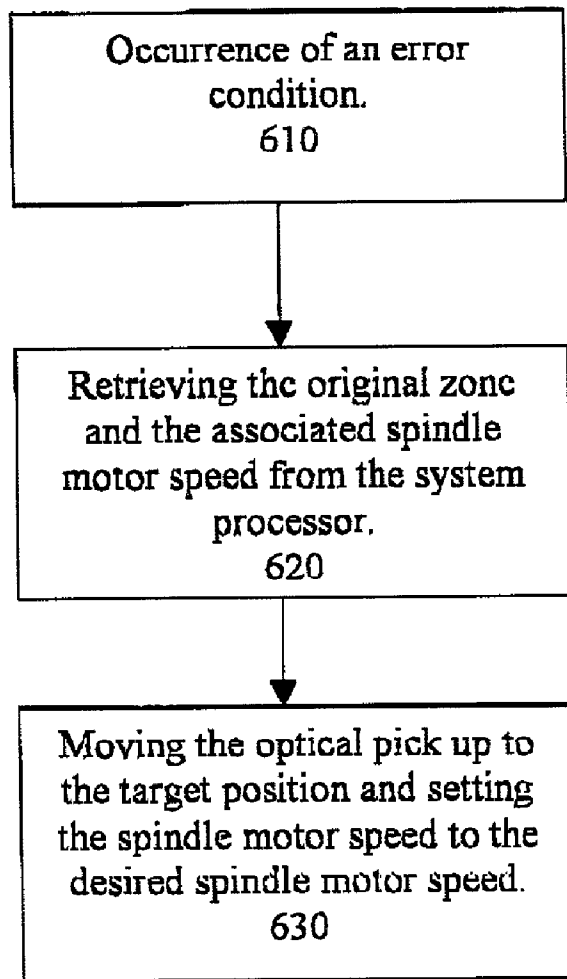 Occurrence of an error
condition.
610
Retrieving the original zone
and the associated spindle
motor speed from the system
processor.
620
Moving the optical pick up to
the target position and setting
the spindle motor speed to the
desired spindle motor speed.
630